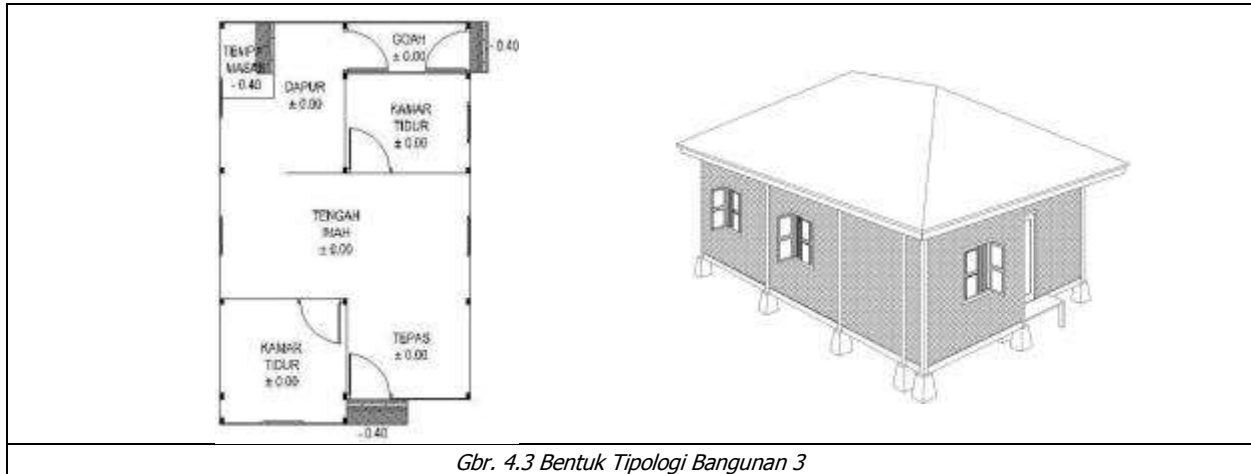 GOAH
± 0.00
- 0.40
TEMPAT
MASAK
- 0.40
DAPUR
± 0.00
KAMAR
TIDUR
± 0.00
TENGAH
IMAH
± 0.00
KAMAR
TIDUR
± 0.00
TEPAS
± 0.00
- 0.40
Gbr. 4.3 Bentuk Tipologi Bangunan 3